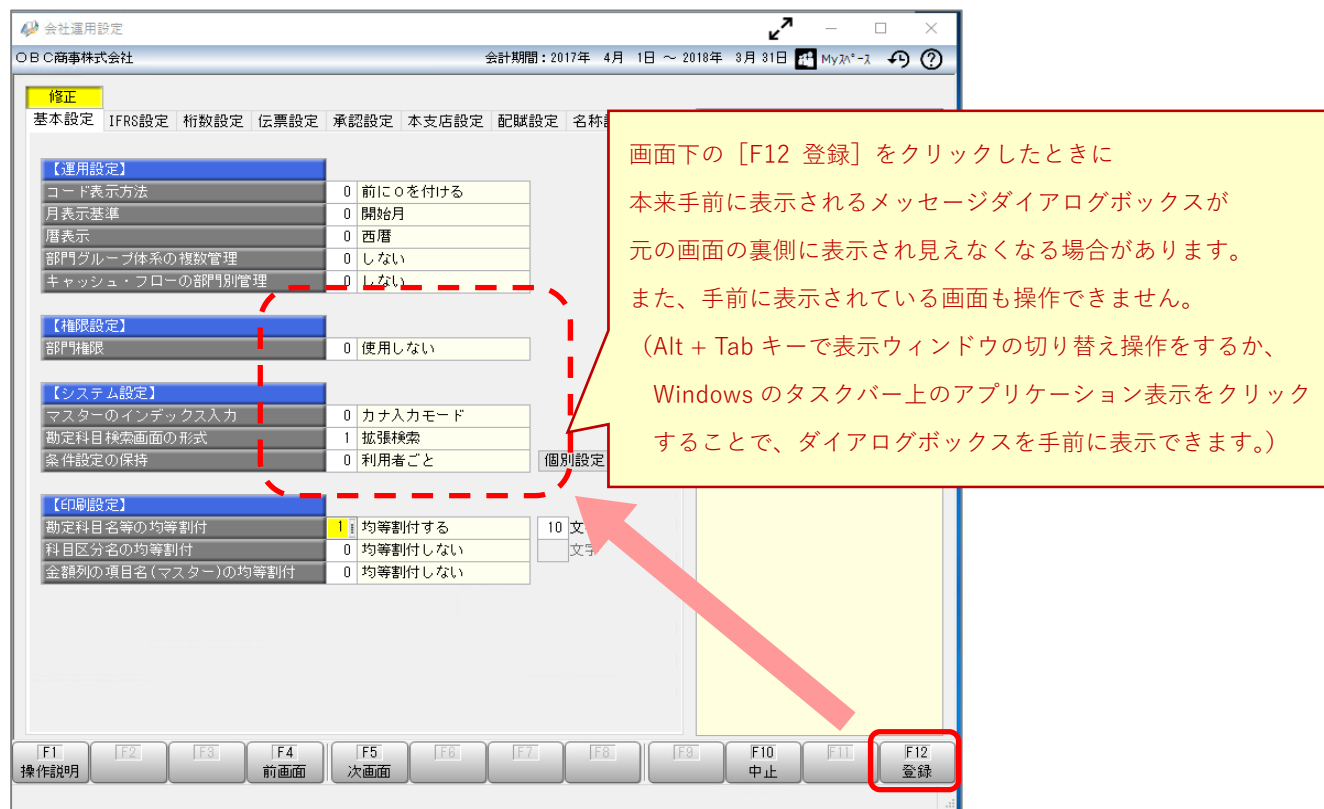 会社運用設定
OBC商事株式会社
会計期間：2017年 4月 1日 ～ 2018年 3月 31日 Myスペース
修正
基本設定 IFRS設定 桁数設定 伝票設定 承認設定 本支店設定 配賦設定 名称
【運用設定】
コード表示方法 0 前に0を付ける
月表示基準 0 開始月
暦表示 0 西暦
部門グループ体系の複数管理 0 しない
キャッシュ・フローの部門別管理 0 しない
【権限設定】
部門権限 0 使用しない
【システム設定】
マスターのインデックス入力 0 カナ入力モード
勘定科目検索画面の形式 1 拡張検索
条件設定の保持 0 利用者ごと 個別設定
【印刷設定】
勘定科目名等の均等割付 1 均等割付する 10 文
科目区分名の均等割付 0 均等割付しない 文字
金額列の項目名(マスター)の均等割付 0 均等割付しない
画面下の［F12 登録］をクリックしたときに
本来手前に表示されるメッセージダイアログボックスが
元の画面の裏側に表示され見えなくなる場合があります。
また、手前に表示されている画面も操作できません。
（Alt + Tab キーで表示ウィンドウの切り替え操作をするか、
Windows のタスクバー上のアプリケーション表示をクリック
することで、ダイアログボックスを手前に表示できます。）
F1 F2 F3 F4 F5 F6 F7 F8 F9 F10 F11 F12
操作説明 前画面 次画面 中止 登録